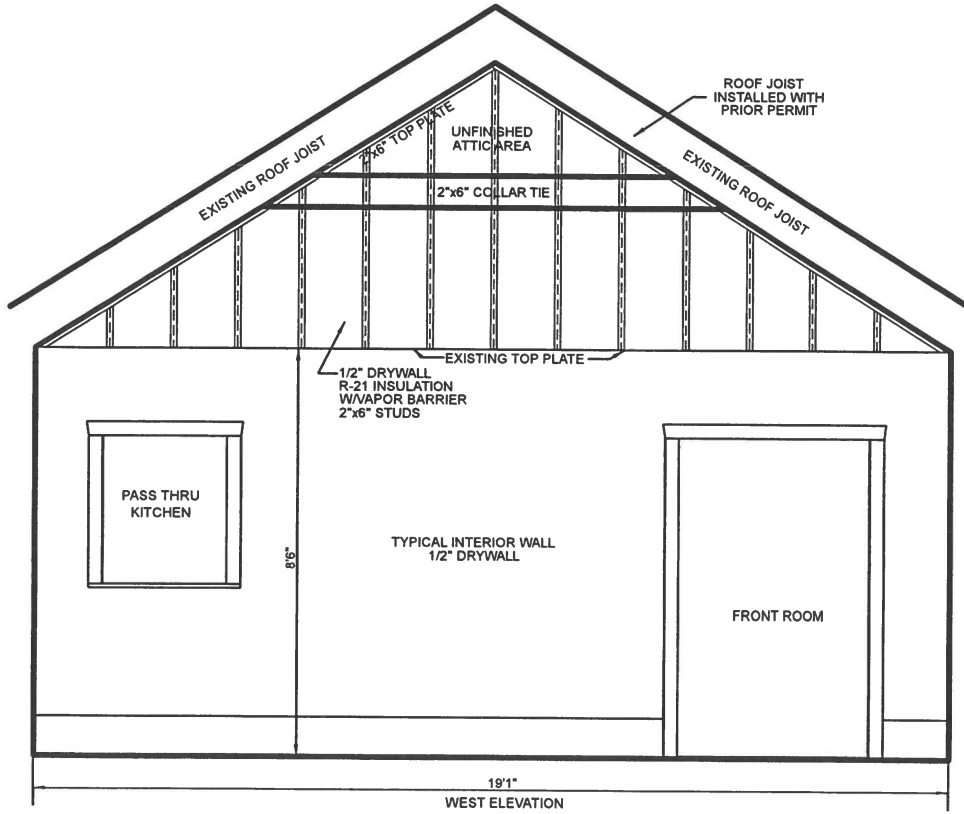 ROOF JOIST
INSTALLED WITH
PRIOR PERMIT
2"x6" TOP PLATE
UNFINISHED
ATTIC AREA
EXISTING ROOF JOIST
EXISTING ROOF JOIST
2"x6" COLLAR TIE
EXISTING TOP PLATE
1/2" DRYWALL
R-21 INSULATION
W/VAPOR BARRIER
2"x6" STUDS
PASS THRU
KITCHEN
8'6"
TYPICAL INTERIOR WALL
1/2" DRYWALL
FRONT ROOM
19'1"
WEST ELEVATION